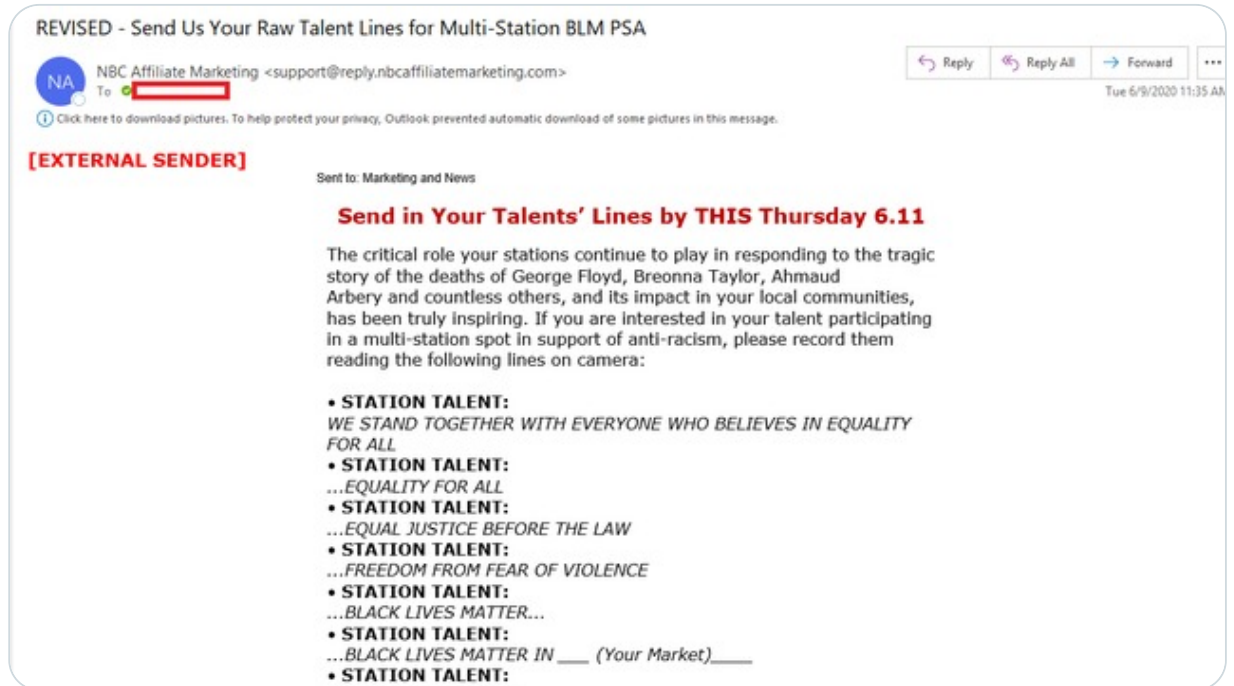 REVISED - Send Us Your Raw Talent Lines for Multi-Station BLM PSA
NA
NBC Affiliate Marketing <support@reply.nbcaffiliatemarketing.com>
To
Reply
Reply All
Forward
...
Tue 6/9/2020 11:35 AM
Click here to download pictures. To help protect your privacy, Outlook prevented automatic download of some pictures in this message.
[EXTERNAL SENDER]
Sent to: Marketing and News
Send in Your Talents’ Lines by THIS Thursday 6.11
The critical role your stations continue to play in responding to the tragic
story of the deaths of George Floyd, Breonna Taylor, Ahmaud
Arbery and countless others, and its impact in your local communities,
has been truly inspiring. If you are interested in your talent participating
in a multi-station spot in support of anti-racism, please record them
reading the following lines on camera:
• STATION TALENT:
WE STAND TOGETHER WITH EVERYONE WHO BELIEVES IN EQUALITY
FOR ALL
• STATION TALENT:
...EQUALITY FOR ALL
• STATION TALENT:
...EQUAL JUSTICE BEFORE THE LAW
• STATION TALENT:
...FREEDOM FROM FEAR OF VIOLENCE
• STATION TALENT:
...BLACK LIVES MATTER...
• STATION TALENT:
...BLACK LIVES MATTER IN ___ (Your Market)____
• STATION TALENT: